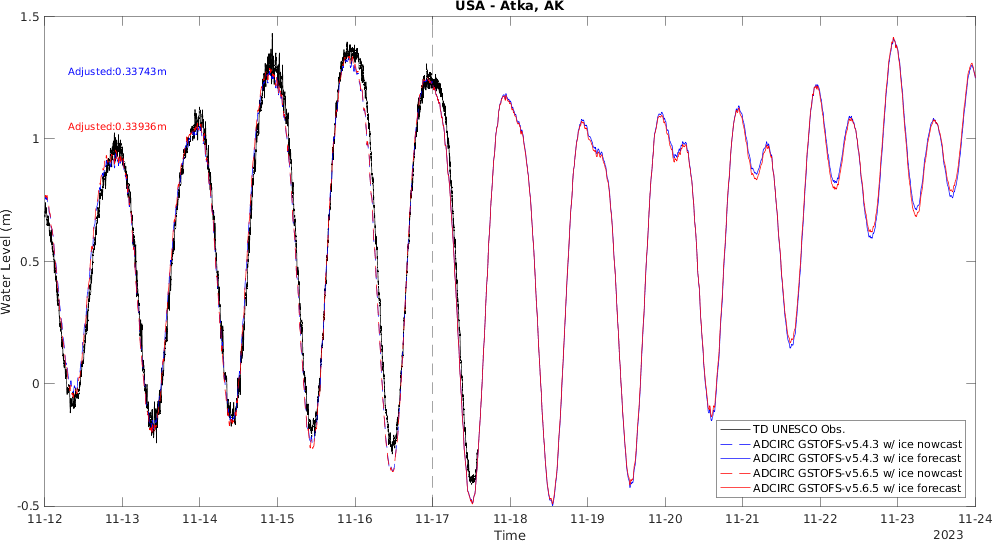 USA - Atka, AK
1.5
Adjusted:0.33743m
Adjusted:0.33936m
1
0.5
0
-0.5
Water Level (m)
TD UNESCO Obs.
ADCIRC GSTOFS-v5.4.3 w/ ice nowcast
ADCIRC GSTOFS-v5.4.3 w/ ice forecast
ADCIRC GSTOFS-v5.6.5 w/ ice nowcast
ADCIRC GSTOFS-v5.6.5 w/ ice forecast
11-12 11-13 11-14 11-15 11-16 11-17 11-18 11-19 11-20 11-21 11-22 11-23 11-24
Time
2023